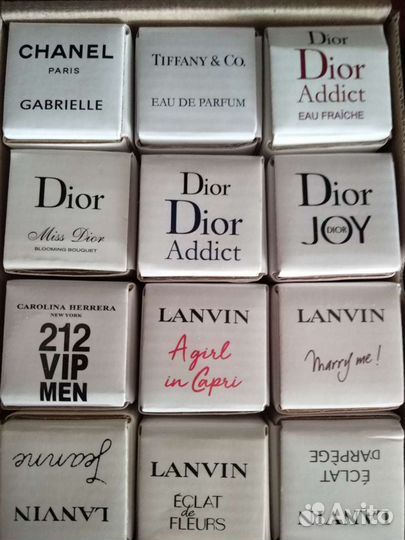 CHANEL
PARIS
GABRIELLE
TIFFANY & CO.
EAU DE PARFUM
Dior
Dior
Addict
EAU FRAÎCHE
Dior
Miss Dior
BLOOMING BOUQUET
Dior
Dior
Addict
Dior
JOY
DIOR
CAROLINA HERRERA
NEW YORK
212
VIP
MEN
LANVIN
A girl
in Capri
LANVIN
Marry me!
LANVIN
Jeanne
LANVIN
ÉCLAT
de
FLEURS
LANVIN
ÉCLAT
D'ARPÈGE
Avito